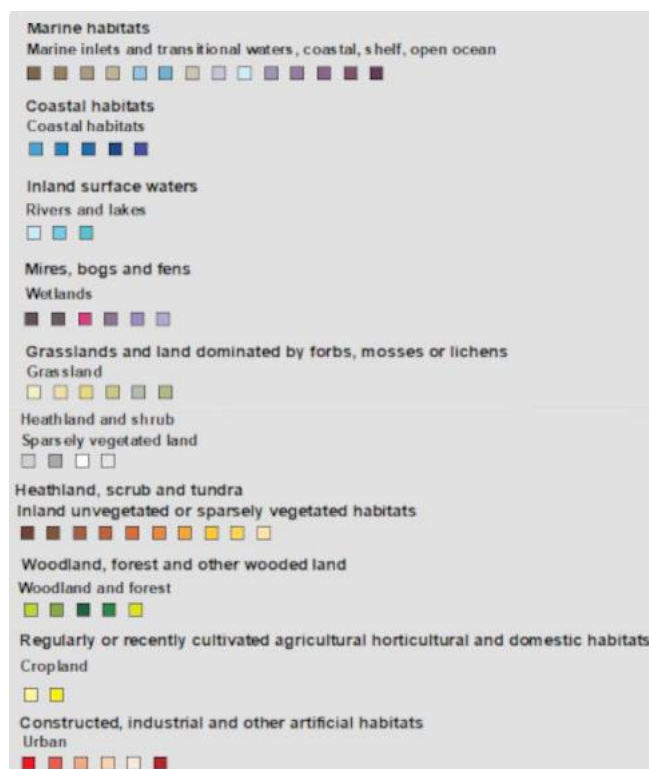 Marine habitats
Marine inlets and transitional waters, coastal, shelf, open ocean
Coastal habitats
Coastal habitats
Inland surface waters
Rivers and lakes
Mires, bogs and fens
Wetlands
Grasslands and land dominated by forbs, mosses or lichens
Grassland
Heathland and shrub
Sparsely vegetated land
Heathland, scrub and tundra
Inland unvegetated or sparsely vegetated habitats
Woodland, forest and other wooded land
Woodland and forest
Regularly or recently cultivated agricultural horticultural and domestic habitats
Cropland
Constructed, industrial and other artificial habitats
Urban